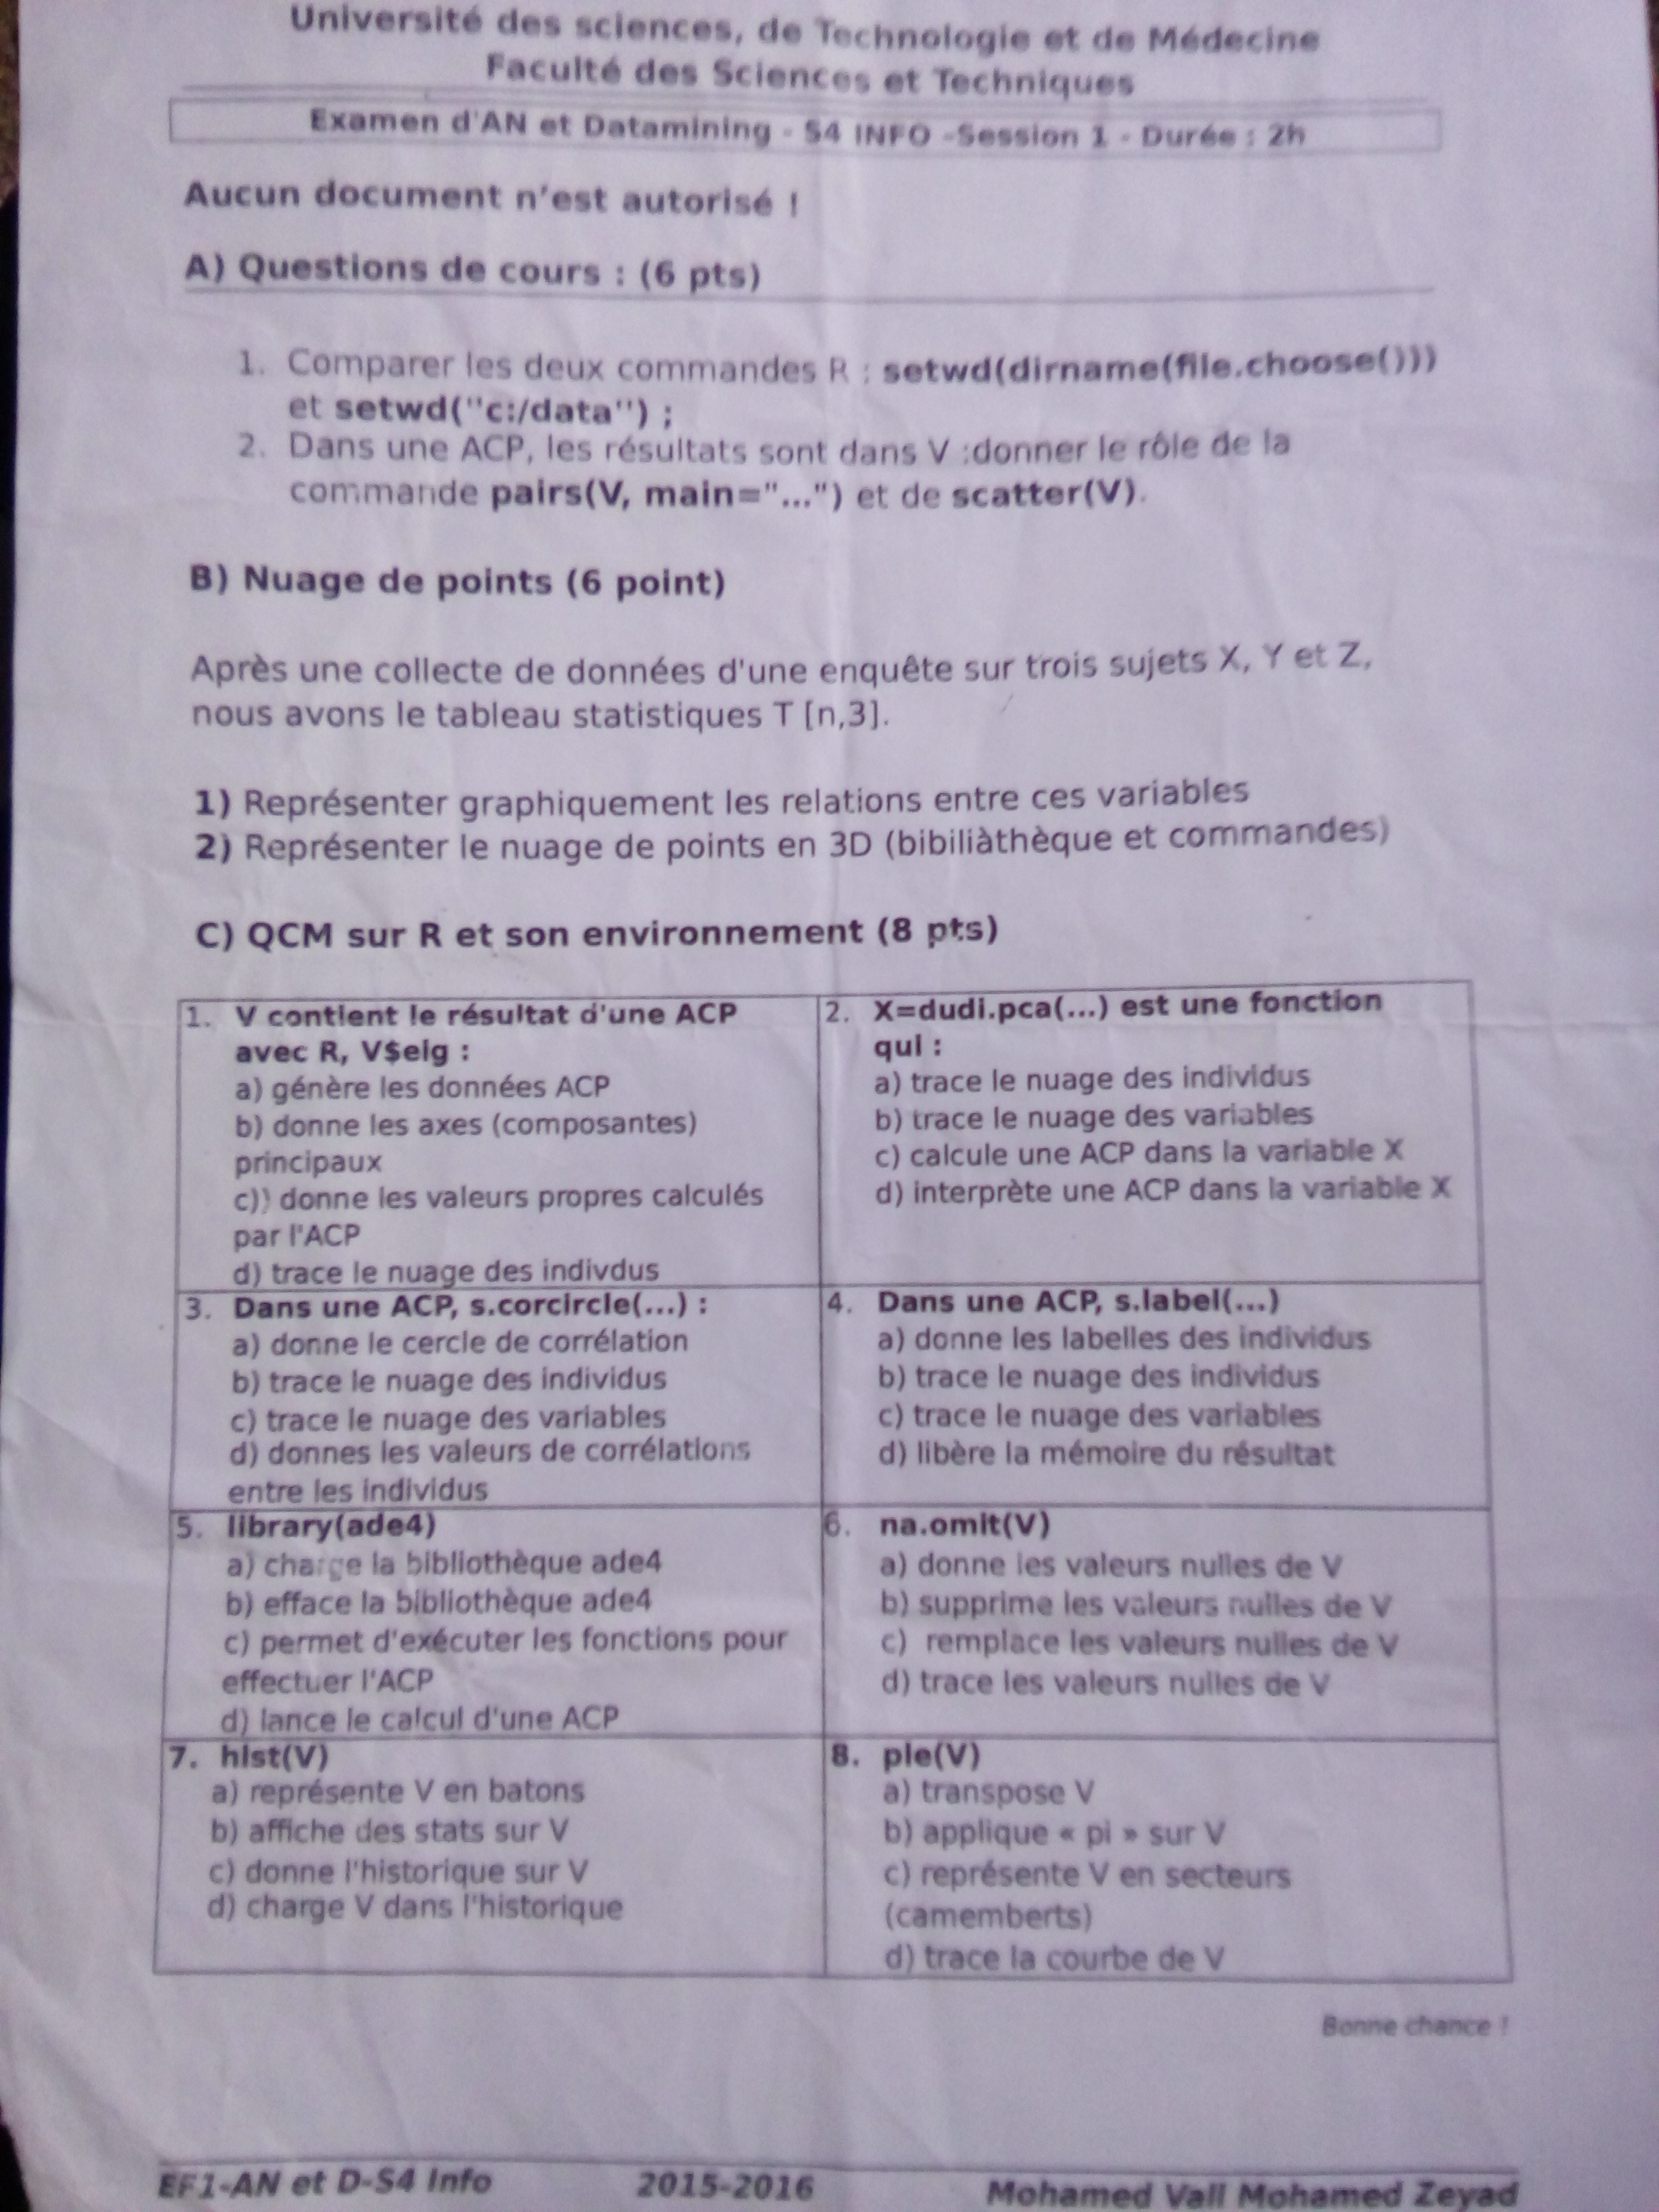 Université des sciences, de Technologie et de Médecine
Faculté des Sciences et Techniques
Examen d'AN et Datamining - S4 INFO -Session 1 - Durée : 2h
Aucun document n'est autorisé !
A) Questions de cours : (6 pts)
1. Comparer les deux commandes R : setwd(dirname(file.choose()))
et setwd("c:/data") ;
2. Dans une ACP, les résultats sont dans V :donner le rôle de la
commande pairs(V, main="...") et de scatter(V).
B) Nuage de points (6 point)
Après une collecte de données d'une enquête sur trois sujets X, Y et Z,
nous avons le tableau statistiques T [n,3].
1) Représenter graphiquement les relations entre ces variables
2) Représenter le nuage de points en 3D (bibiliàthèque et commandes)
C) QCM sur R et son environnement (8 pts)
1. V contient le résultat d'une ACP
avec R, V$eig :
a) génère les données ACP
b) donne les axes (composantes)
principaux
c)) donne les valeurs propres calculés
par l'ACP
d) trace le nuage des indivdus
2. X=dudi.pca(...) est une fonction
qui :
a) trace le nuage des individus
b) trace le nuage des variables
c) calcule une ACP dans la variable X
d) interprète une ACP dans la variable X
3. Dans une ACP, s.corcircle(...) :
a) donne le cercle de corrélation
b) trace le nuage des individus
c) trace le nuage des variables
d) donnes les valeurs de corrélations
entre les individus
4. Dans une ACP, s.label(...)
a) donne les labelles des individus
b) trace le nuage des individus
c) trace le nuage des variables
d) libère la mémoire du résultat
5. library(ade4)
a) charge la bibliothèque ade4
b) efface la bibliothèque ade4
c) permet d'exécuter les fonctions pour
effectuer l'ACP
d) lance le calcul d'une ACP
6. na.omit(V)
a) donne les valeurs nulles de V
b) supprime les valeurs nulles de V
c) remplace les valeurs nulles de V
d) trace les valeurs nulles de V
7. hist(V)
a) représente V en batons
b) affiche des stats sur V
c) donne l'historique sur V
d) charge V dans l'historique
8. pie(V)
a) transpose V
b) applique « pi » sur V
c) représente V en secteurs
(camemberts)
d) trace la courbe de V
Bonne chance !
EF1-AN et D-S4 Info 2015-2016 Mohamed Vall Mohamed Zeyad